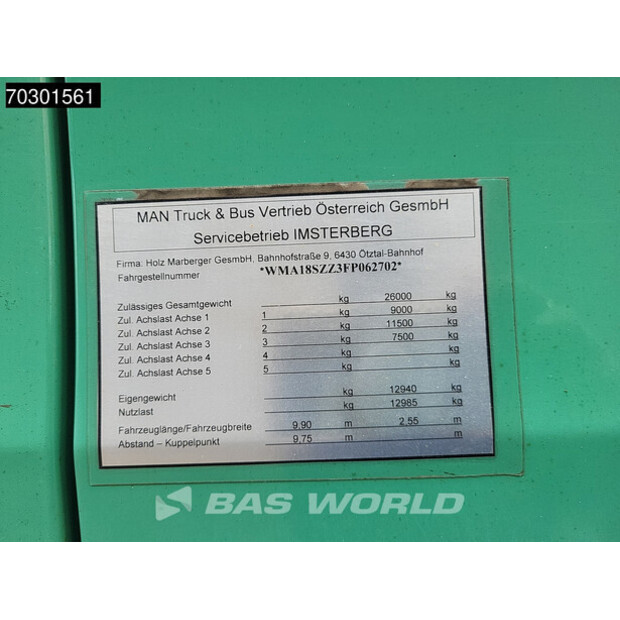 70301561
MAN Truck & Bus Vertrieb Österreich GesmbH
Servicebetrieb IMSTERBERG
Firma: Holz Marberger GesmbH, Bahnhofstraße 9, 6430 Ötztal-Bahnhof
Fahrgestellnummer *WMA18SZZ3FP062702*
Zulässiges Gesamtgewicht kg 26000 kg
Zul. Achslast Achse 1 1 kg 9000 kg
Zul. Achslast Achse 2 2 kg 11500 kg
Zul. Achslast Achse 3 3 kg 7500 kg
Zul. Achslast Achse 4 4 kg kg
Zul. Achslast Achse 5 5 kg kg
Eigengewicht kg 12940 kg
Nutzlast kg 12985 kg
Fahrzeuglänge/Fahrzeugbreite 9,90 m 2,55 m
Abstand – Kuppelpunkt 9,75 m m
BAS WORLD